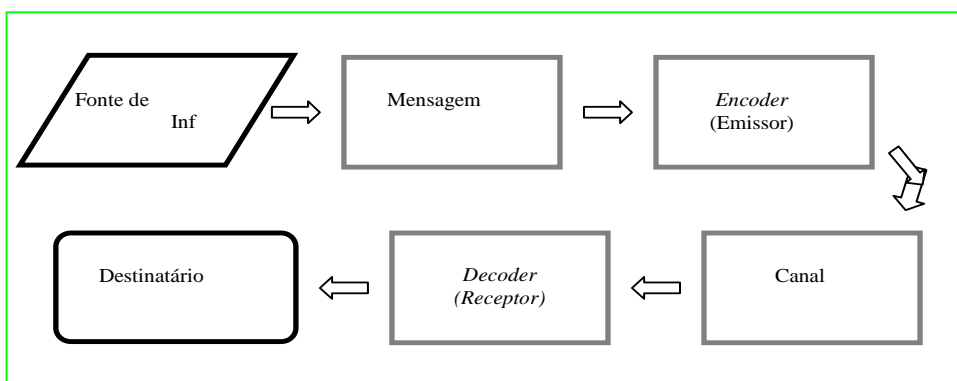 Fonte de
Inf
Mensagem
Encoder
(Emissor)
Canal
Decoder
(Receptor)
Destinatário